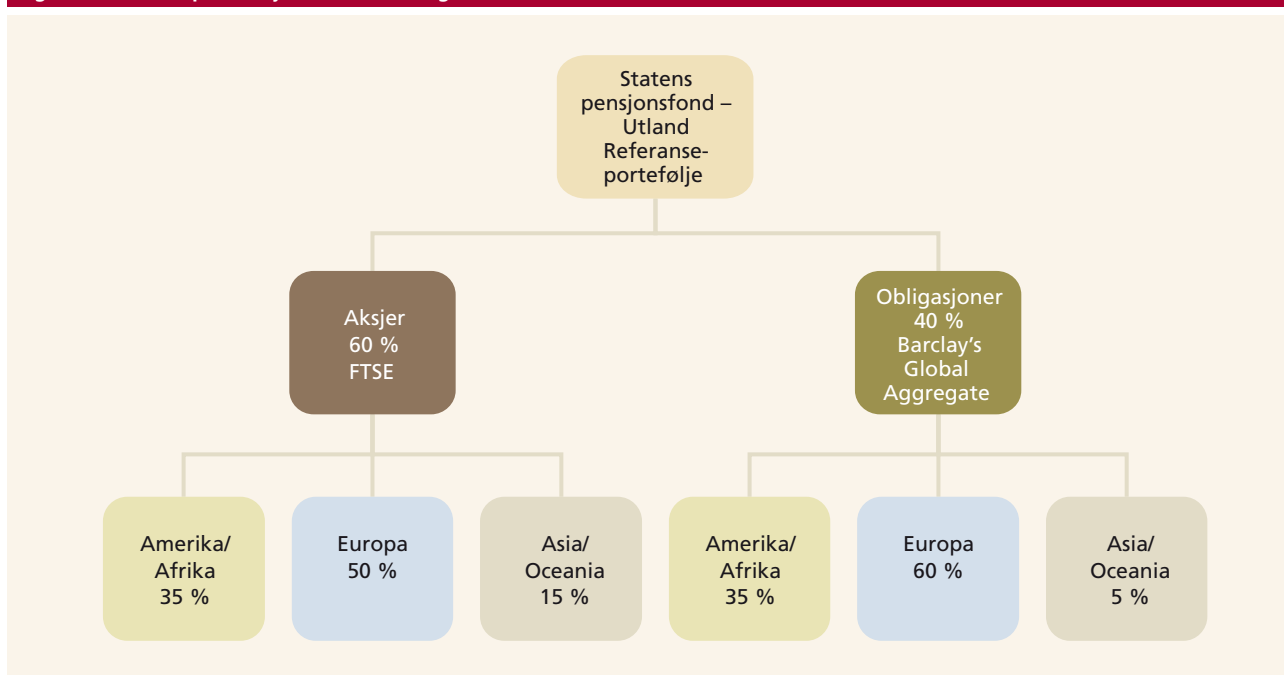 Statens
pensjonsfond –
Utland
Referanse-
portefølje
Aksjer
60 %
FTSE
Obligasjoner
40 %
Barclay’s
Global
Aggregate
Amerika/
Afrika
35 %
Europa
50 %
Asia/
Oceania
15 %
Amerika/
Afrika
35 %
Europa
60 %
Asia/
Oceania
5 %